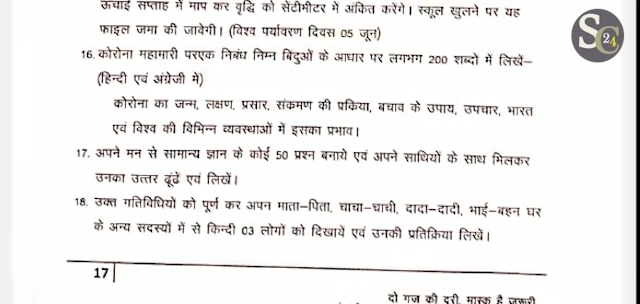 ऊचाई सप्ताह में माप कर वृद्धि को सेंटीमीटर में अंकित करेंगे। स्कूल खुलने पर यह
फाइल जमा की जावेगी। (विश्व पर्यावरण दिवस 05 जून)
16. कोरोना महामारी परएक निबंध निम्न बिंदुओं के आधार पर लगभग 200 शब्दो में लिखें–
(हिन्दी एवं अंग्रेजी में)
कोरोना का जन्म, लक्षण, प्रसार, संकमण की प्रकिया, बचाव के उपाय, उपचार, भारत
एवं विश्व की विभिन्न व्यवस्थाओं में इसका प्रभाव।
17. अपने मन से सामान्य ज्ञान के कोई 50 प्रश्न बनाये एवं अपने साथियों के साथ मिलकर
उनका उत्तर ढूंढें एवं लिखें।
18. उक्त गतिविधियों को पूर्ण कर अपन माता–पिता, चाचा–चाची, दादा–दादी, भाई–बहन घर
के अन्य सदस्यों में से किन्दी 03 लोगों को दिखाये एवं उनकी प्रतिक्रिया लिखें।
17
दो गज की दूरी, मास्क है जरूरी
SC24